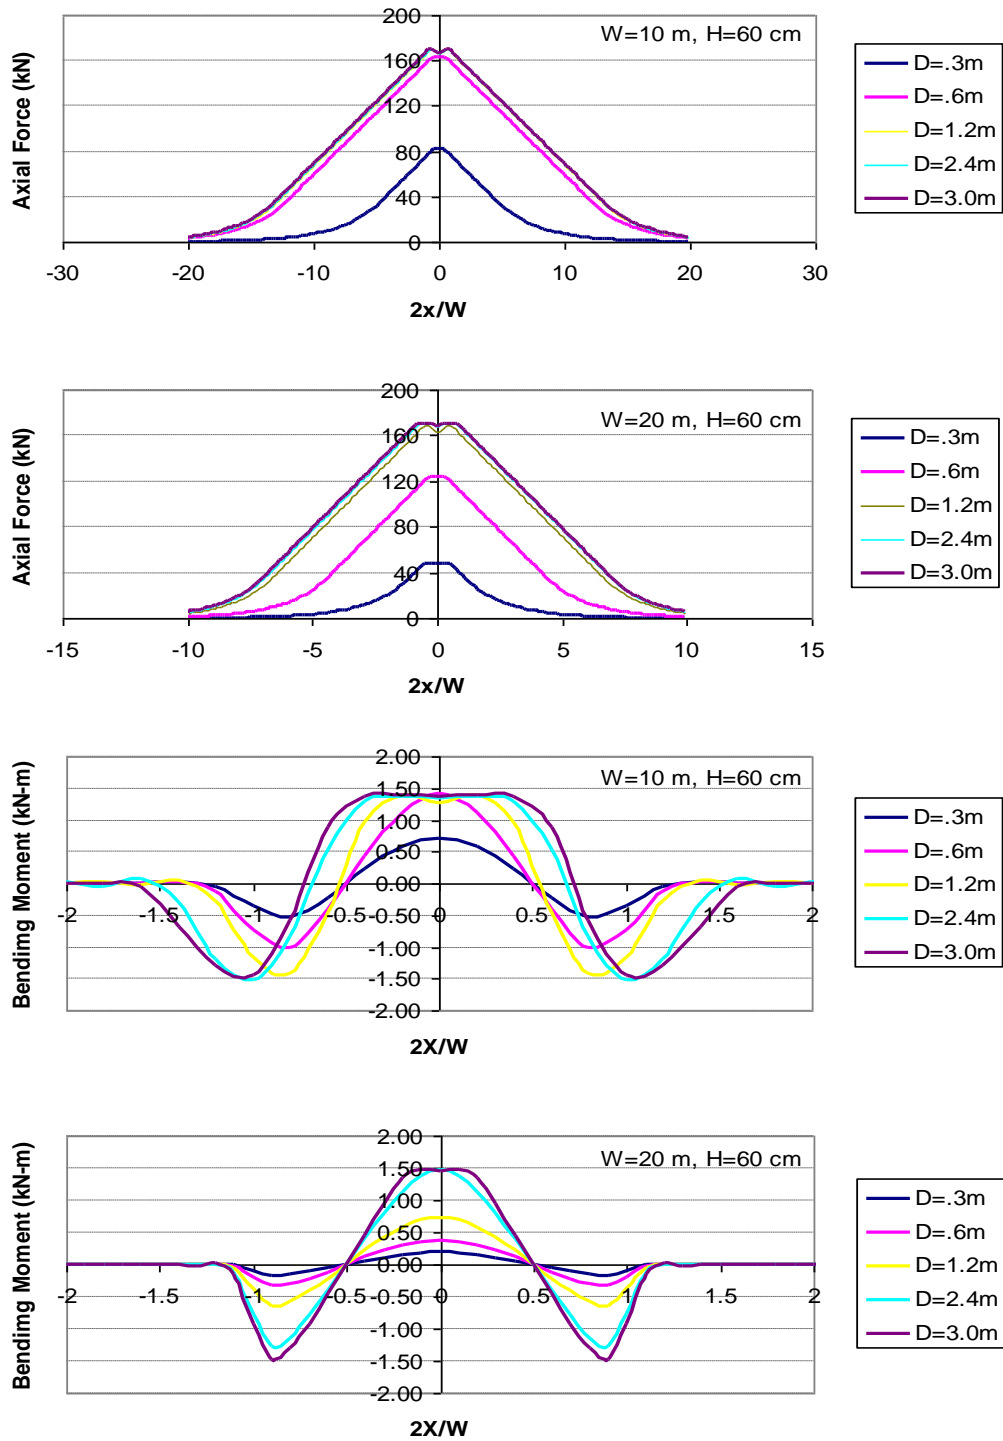 W=10 m, H=60 cm
Axial Force (kN)
200
160
120
80
40
0
-30
-20
-10
0
10
20
30
2x/W
D=.3m
D=.6m
D=1.2m
D=2.4m
D=3.0m
W=20 m, H=60 cm
Axial Force (kN)
200
160
120
80
40
0
-15
-10
-5
0
5
10
15
2x/W
D=.3m
D=.6m
D=1.2m
D=2.4m
D=3.0m
W=10 m, H=60 cm
Bending Moment (kN-m)
2.00
1.50
1.00
0.50
0.00
-0.50
-1.00
-1.50
-2.00
-2
-1.5
-1
-0.5
0
0.5
1
1.5
2
2X/W
D=.3m
D=.6m
D=1.2m
D=2.4m
D=3.0m
W=20 m, H=60 cm
Bendimg Moment (kN-m)
2.00
1.50
1.00
0.50
0.00
-0.50
-1.00
-1.50
-2.00
-2
-1.5
-1
-0.5
0
0.5
1
1.5
2
2X/W
D=.3m
D=.6m
D=1.2m
D=2.4m
D=3.0m